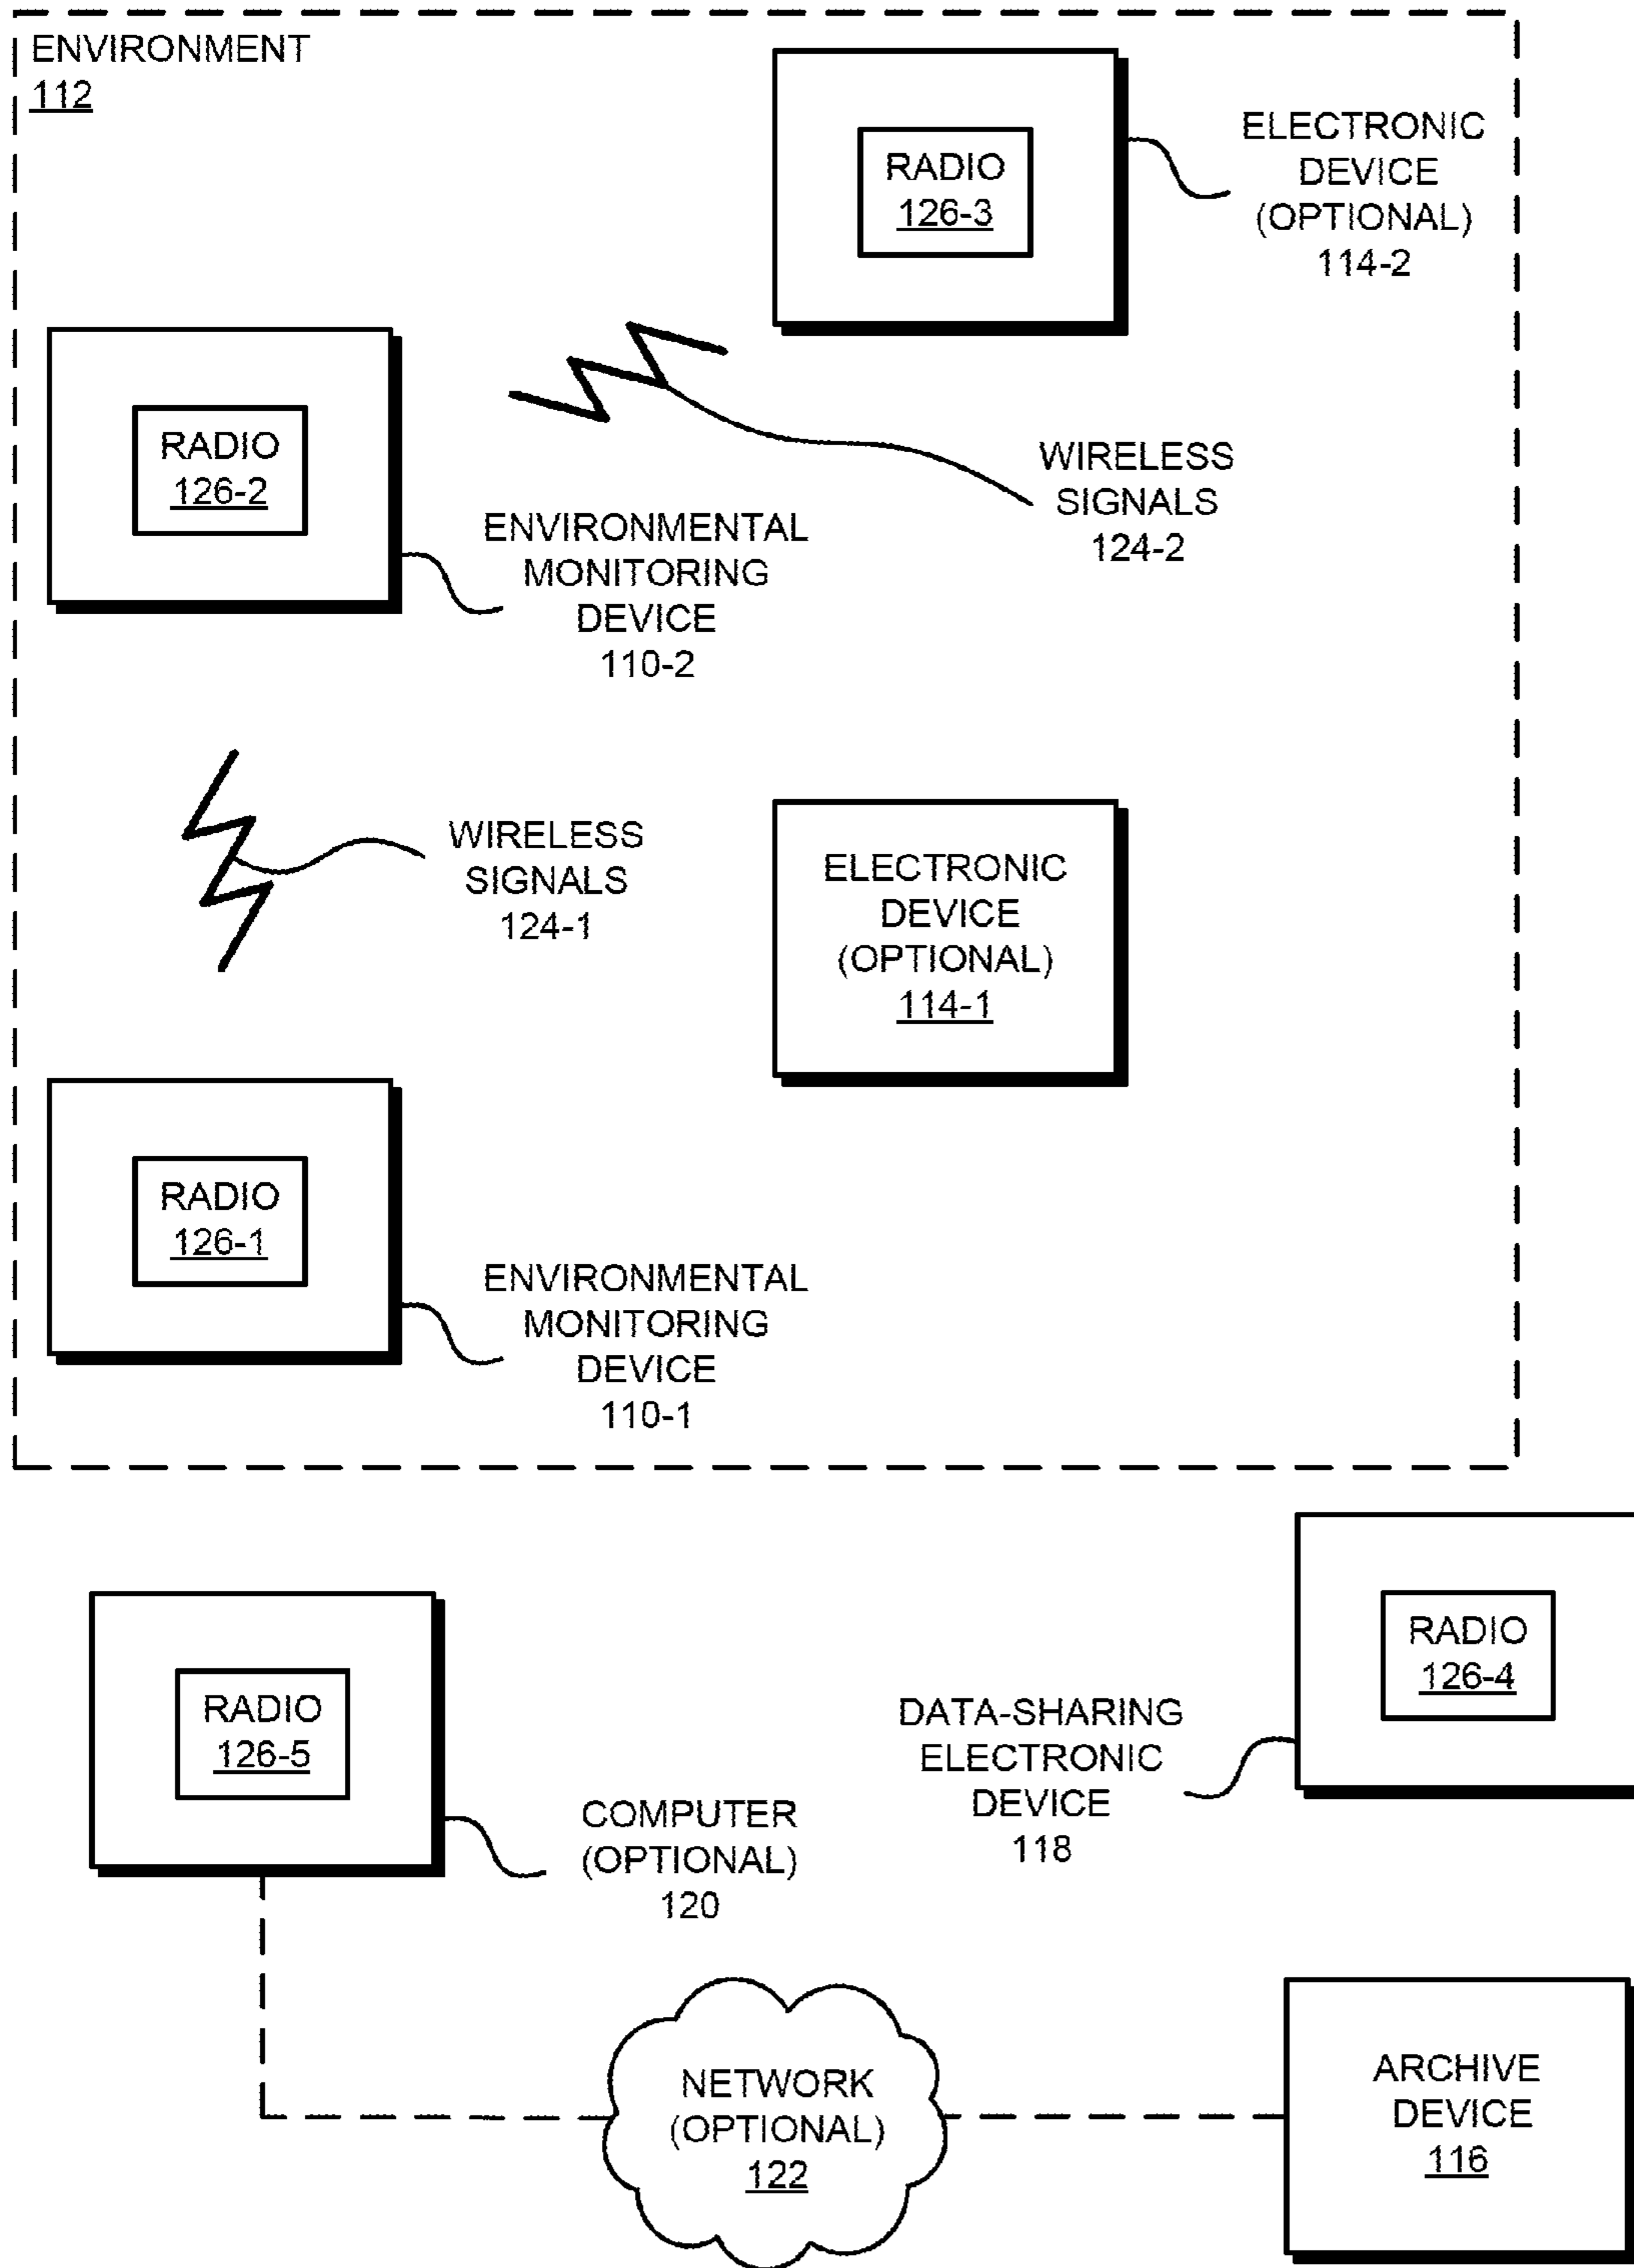 ENVIRONMENT
112
RADIO
126-3
ELECTRONIC
DEVICE
(OPTIONAL)
114-2
RADIO
126-2
WIRELESS
SIGNALS
124-2
ENVIRONMENTAL
MONITORING
DEVICE
110-2
WIRELESS
SIGNALS
124-1
ELECTRONIC
DEVICE
(OPTIONAL)
114-1
RADIO
126-1
ENVIRONMENTAL
MONITORING
DEVICE
110-1
RADIO
126-4
RADIO
126-5
DATA-SHARING
ELECTRONIC
DEVICE
118
COMPUTER
(OPTIONAL)
120
NETWORK
(OPTIONAL)
122
ARCHIVE
DEVICE
116